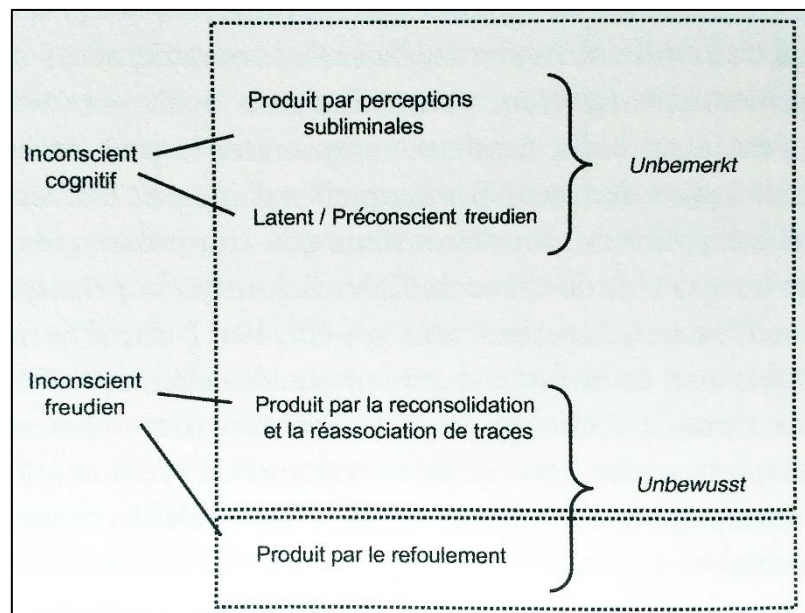 Produit par perceptions
subliminales
Inconscient
cognitif
Unbemerkt
Latent / Préconscient freudien
Inconscient
freudien
Produit par la reconsolidation
et la réassociation de traces
Unbewusst
Produit par le refoulement